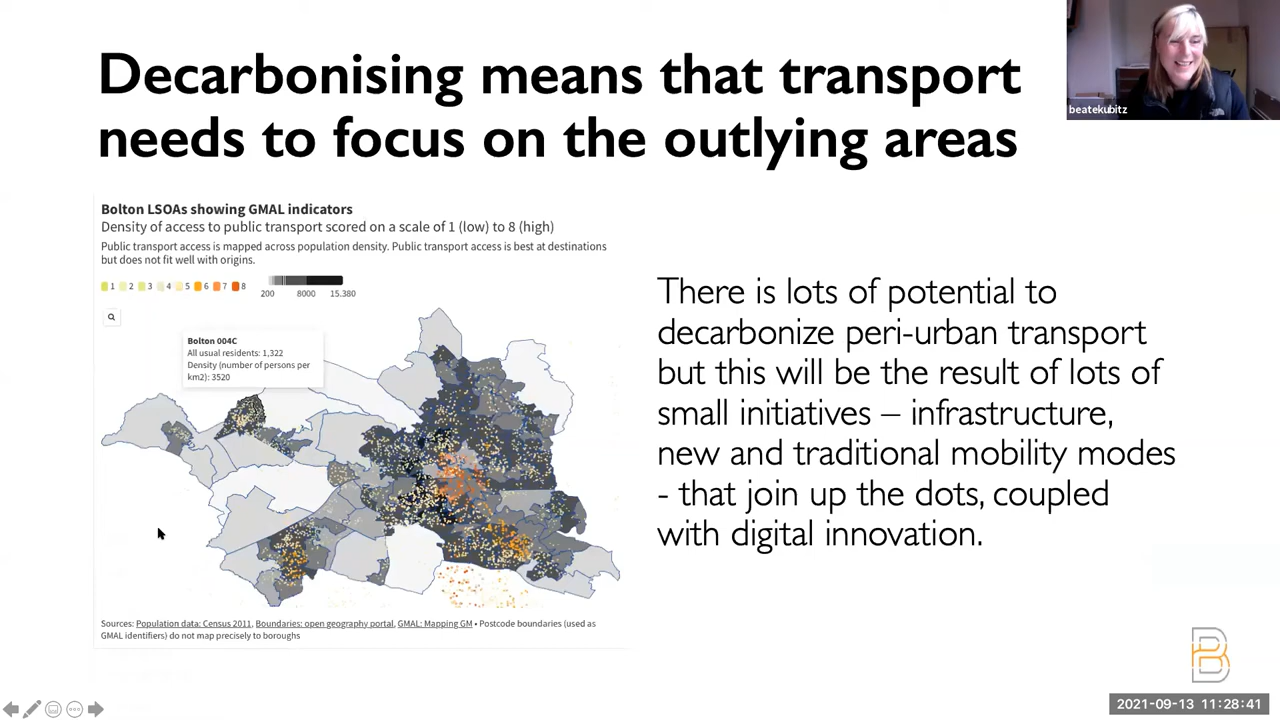 Decarbonising means that transport
needs to focus on the outlying areas
beatekubitz
Bolton LSOAs showing GMAL indicators
Density of access to public transport scored on a scale of 1 (low) to 8 (high)
Public transport access is mapped across population density. Public transport access is best at destinations
but does not fit well with origins.
1 2 3 4 5 6 7 8
200 8000 15.380
Bolton 004C
All usual residents: 1,322
Density (number of persons per
km2): 3520
There is lots of potential to
decarbonize peri-urban transport
but this will be the result of lots of
small initiatives – infrastructure,
new and traditional mobility modes
- that join up the dots, coupled
with digital innovation.
Sources: Population data: Census 2011, Boundaries: open geography portal, GMAL: Mapping GM • Postcode boundaries (used as
GMAL identifiers) do not map precisely to boroughs
2021-09-13 11:28:41